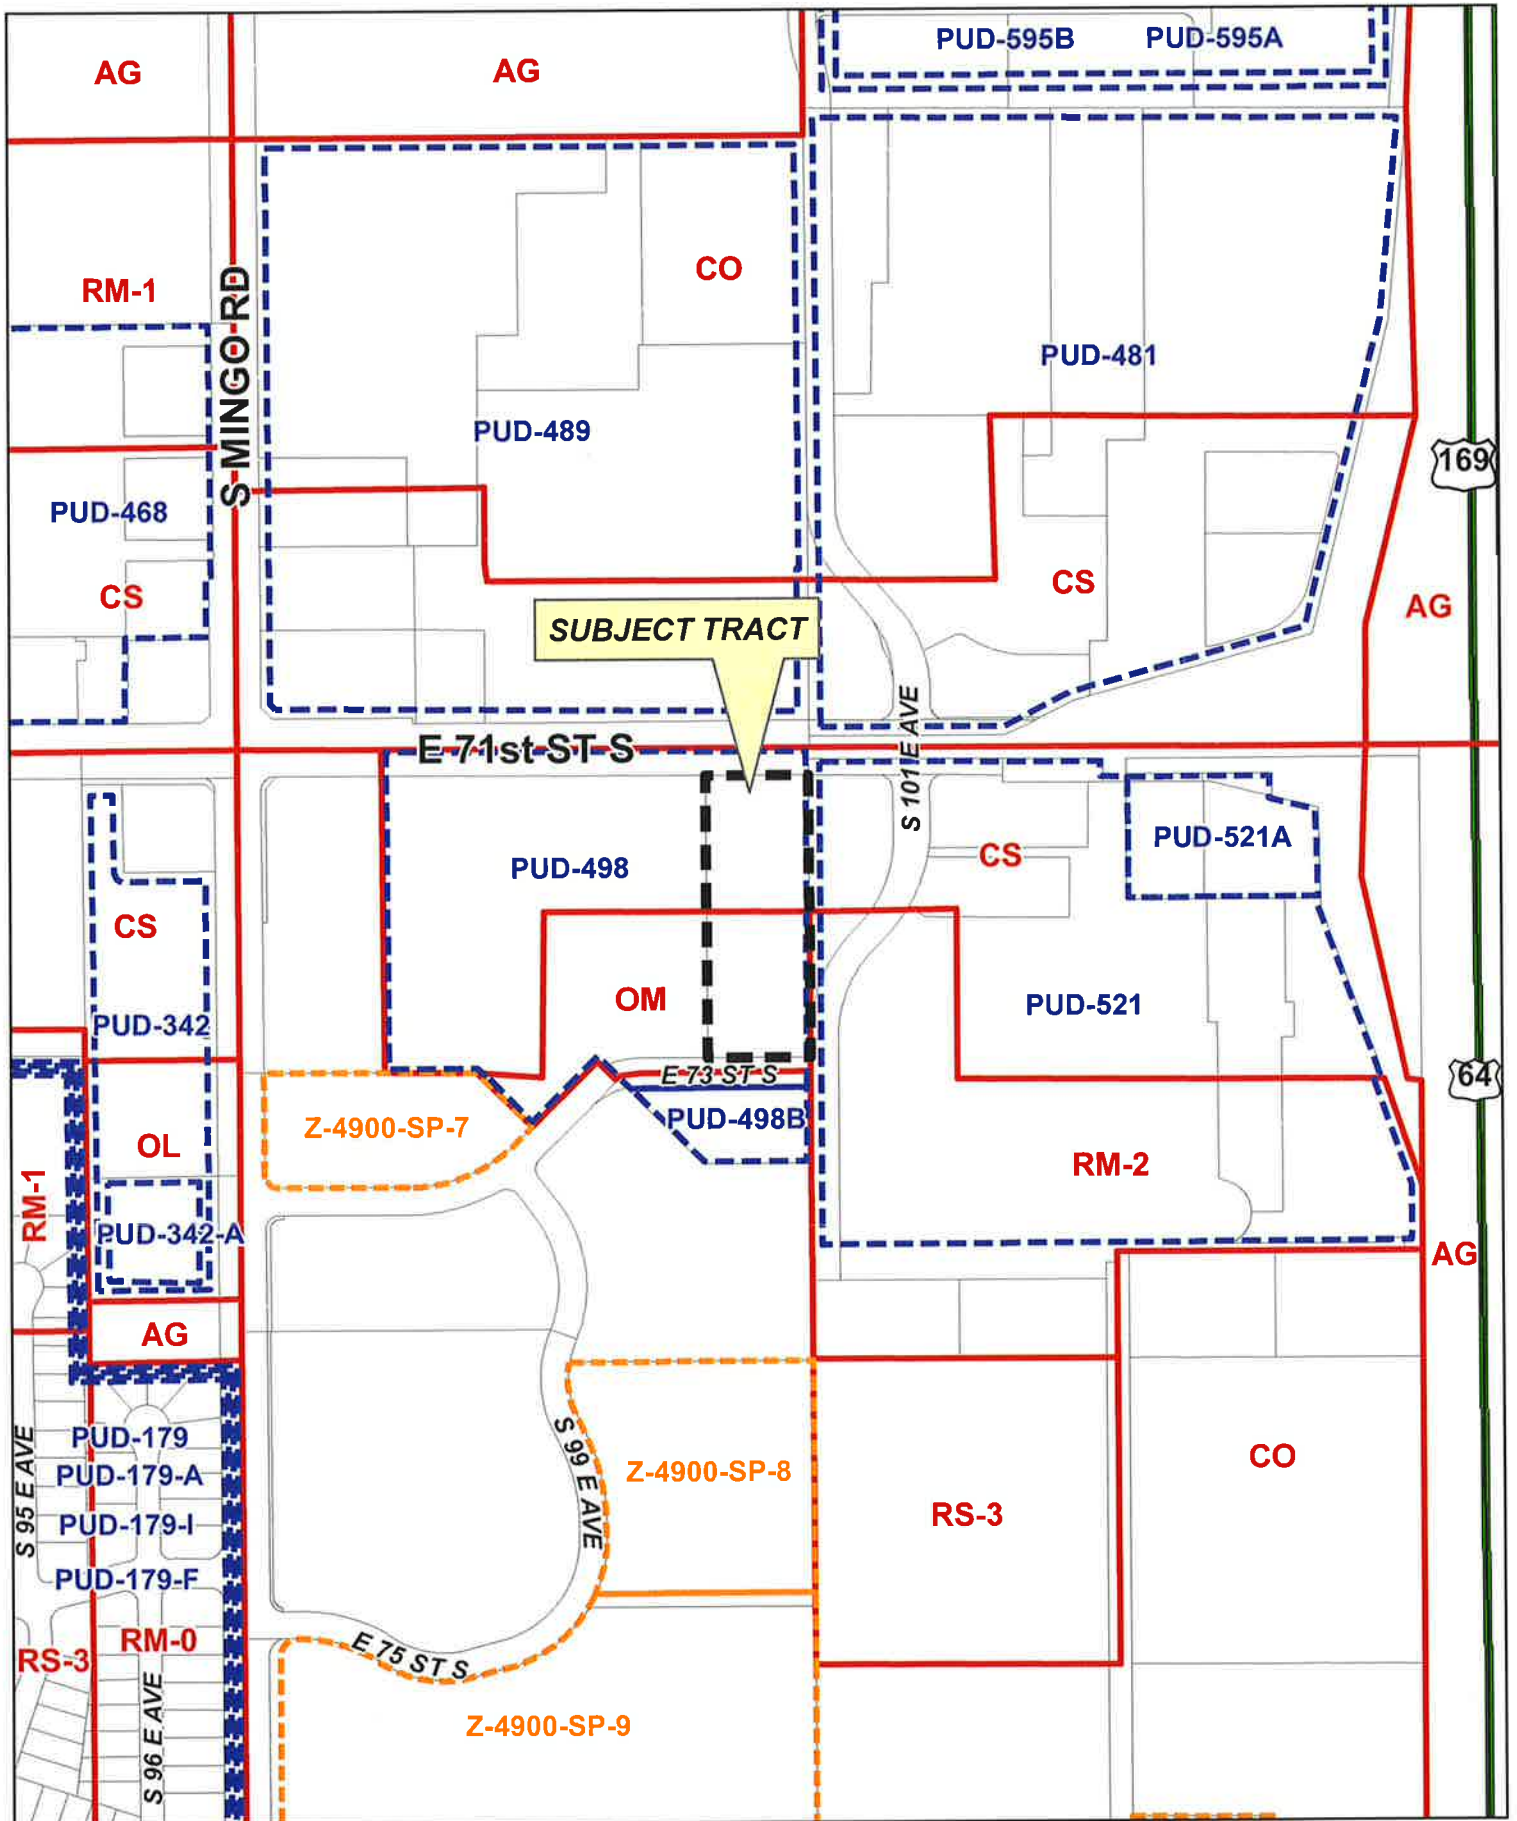 PUD-595B
PUD-595A
AG
AG
CO
RM-1
S MINGO RD
PUD-481
PUD-489
169
PUD-468
CS
CS
AG
SUBJECT TRACT
S 101 E AVE
E 71st ST S
PUD-521A
CS
PUD-498
CS
OM
PUD-521
PUD-342
E 73 ST S
64
PUD-498B
Z-4900-SP-7
OL
RM-2
RM-1
PUD-342-A
AG
AG
PUD-179
S 99 E AVE
CO
Z-4900-SP-8
PUD-179-A
S 95 E AVE
RS-3
PUD-179-I
PUD-179-F
RM-0
E 75 ST S
RS-3
S 96 E AVE
Z-4900-SP-9